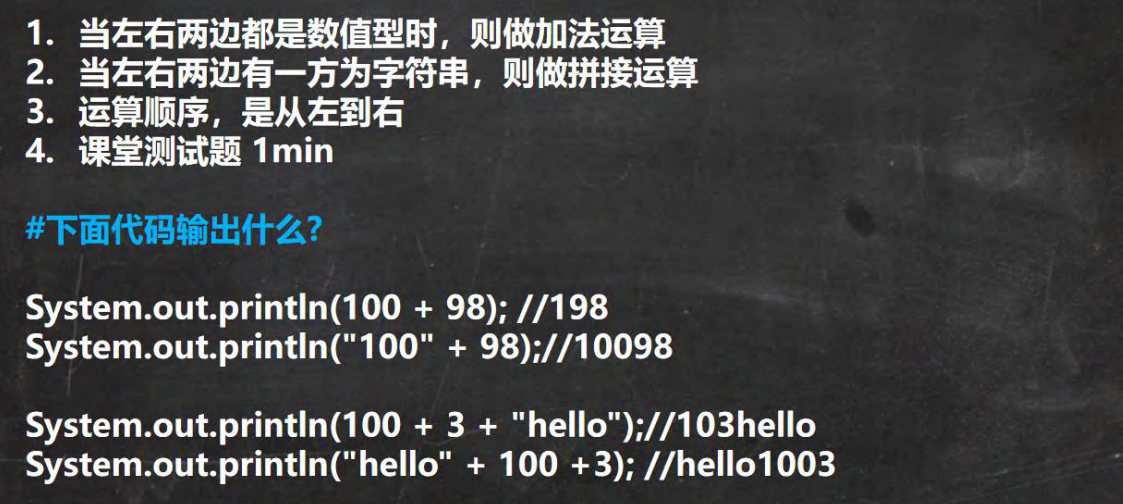 1. 当左右两边都是数值型时，则做加法运算
2. 当左右两边有一方为字符串，则做拼接运算
3. 运算顺序，是从左到右
4. 课堂测试题 1min
#下面代码输出什么?
System.out.println(100 + 98); //198
System.out.println("100" + 98);//10098
System.out.println(100 + 3 + "hello");//103hello
System.out.println("hello" + 100 +3); //hello1003